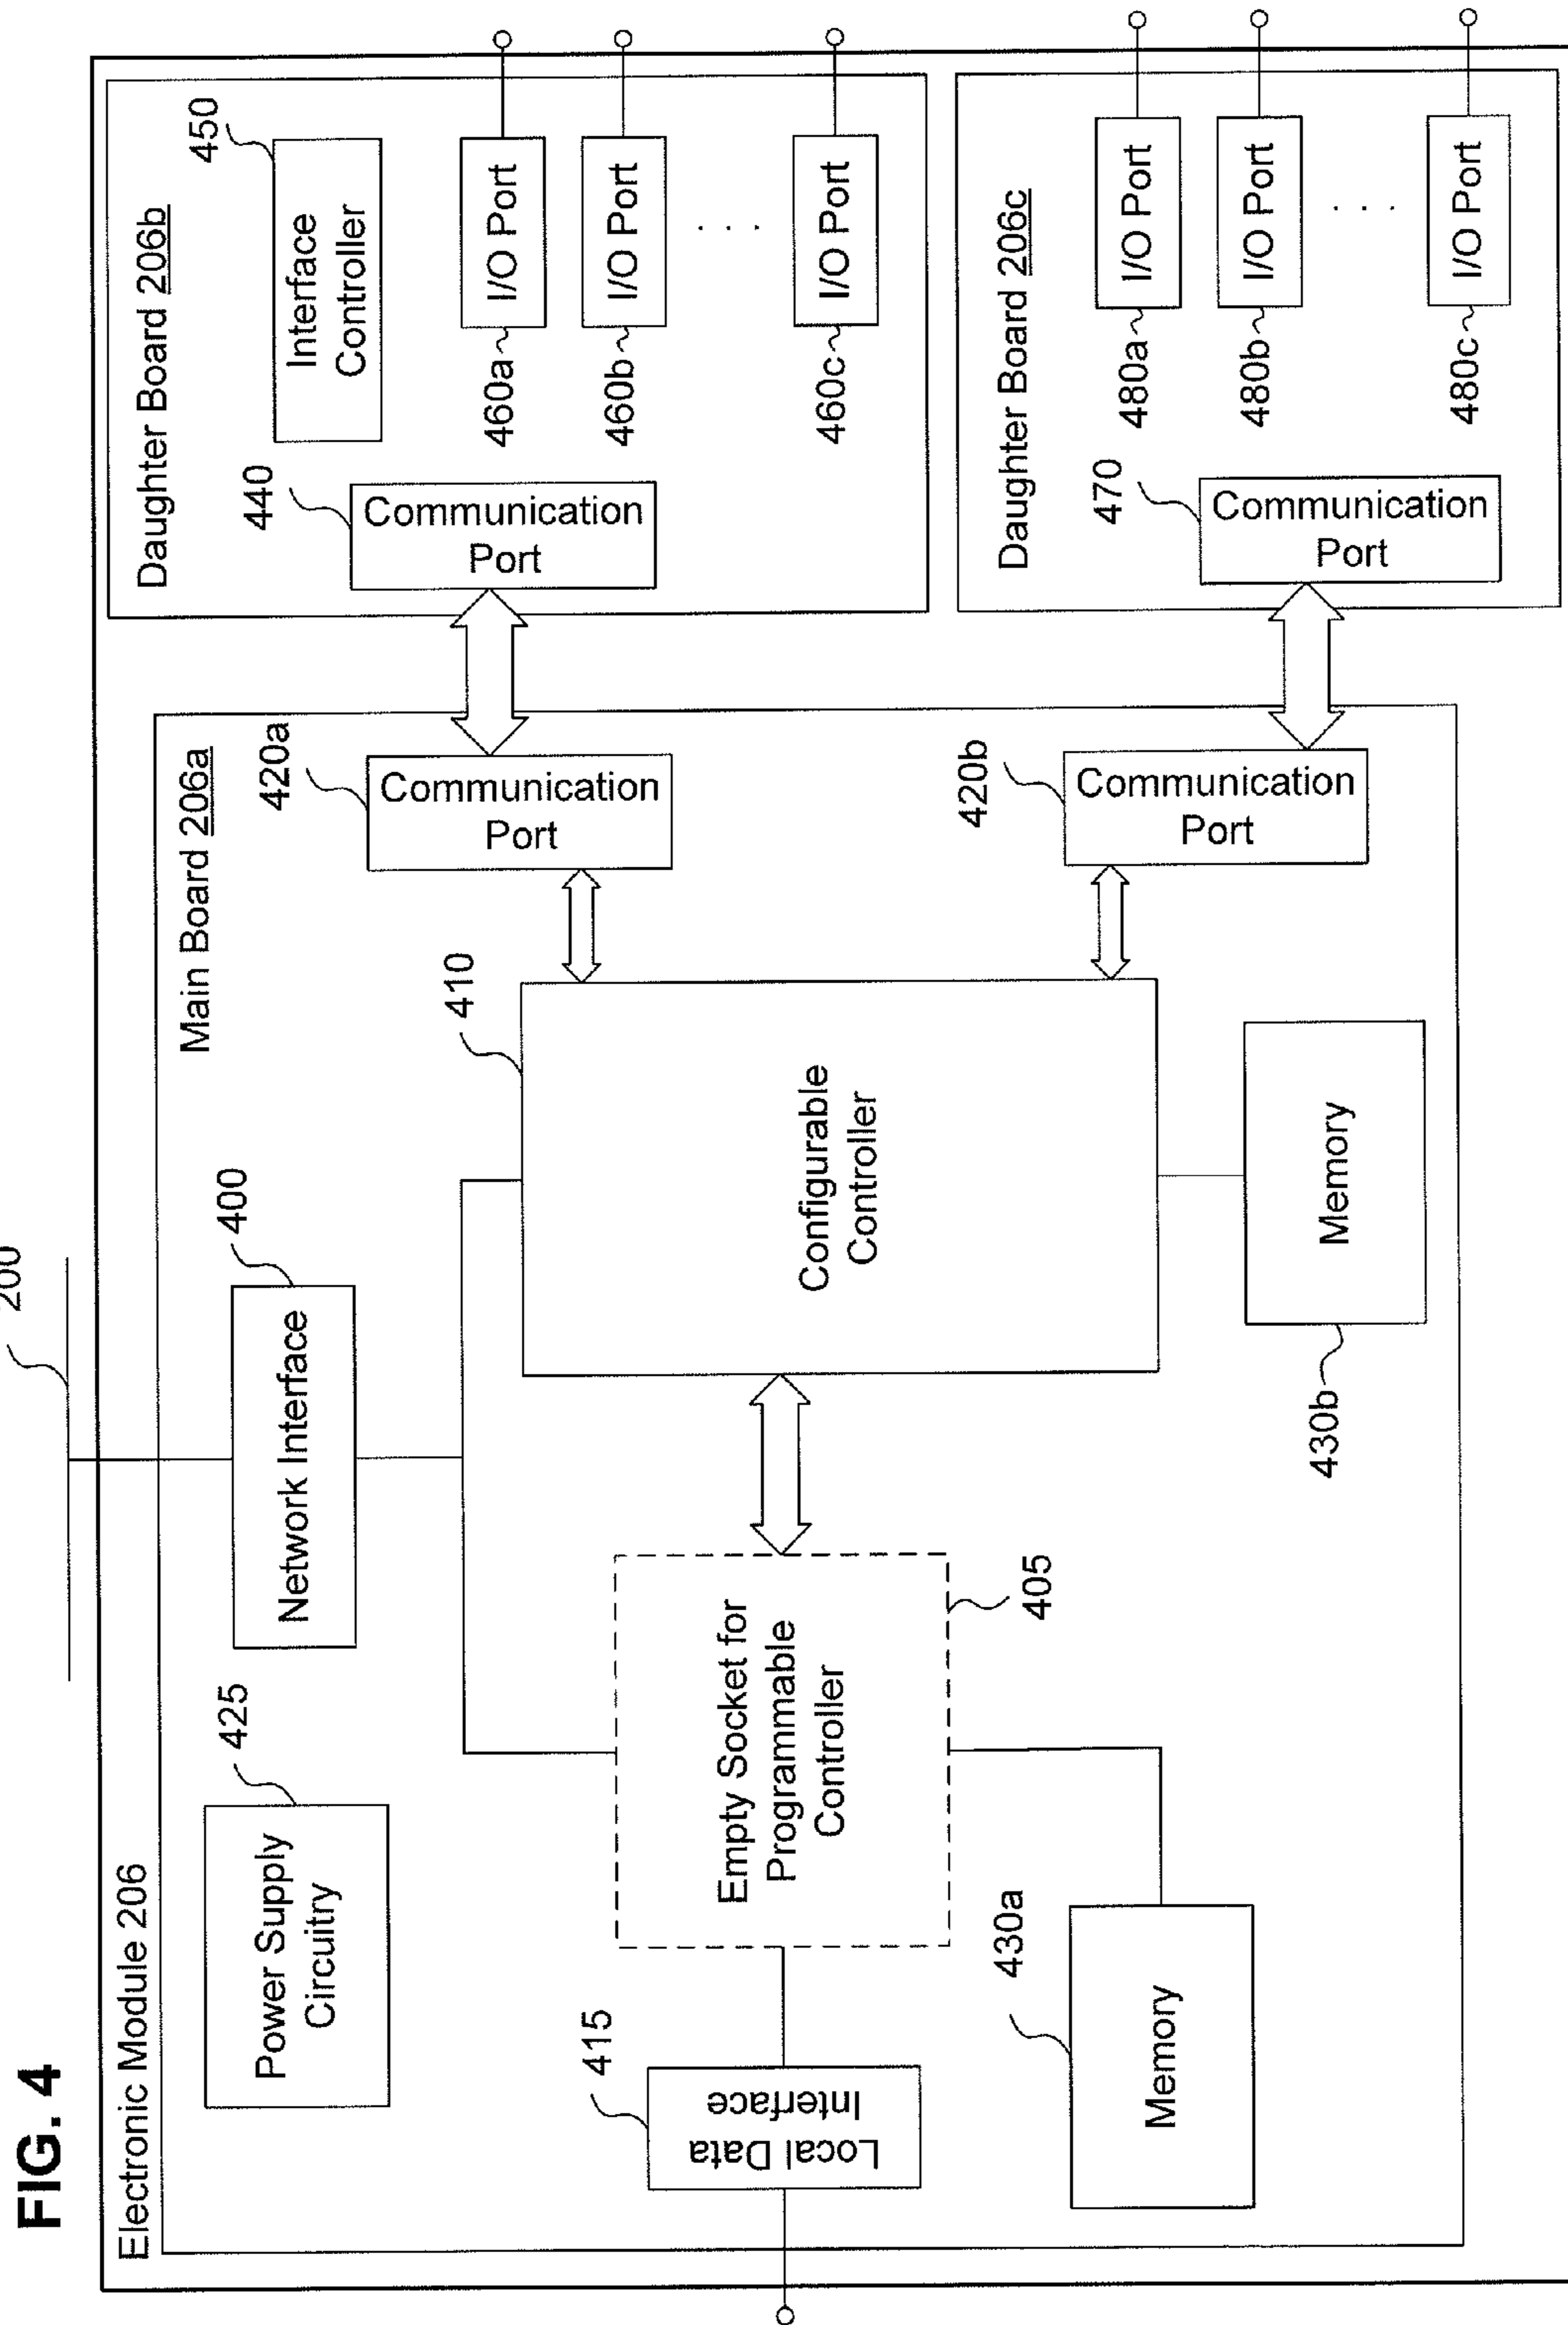 FIG. 4
200
Electronic Module 206
Main Board 206a
Power Supply
Circuitry
425
Network Interface
400
Local Data
Interface
415
Empty Socket for
Programmable
Controller
405
Configurable
Controller
410
Memory
430a
Memory
430b
Communication
Port
420a
Communication
Port
420b
Daughter Board 206b
Communication
Port
440
Interface
Controller
450
I/O Port
460a
I/O Port
460b
. . .
I/O Port
460c
Daughter Board 206c
Communication
Port
470
I/O Port
480a
I/O Port
480b
. . .
I/O Port
480c